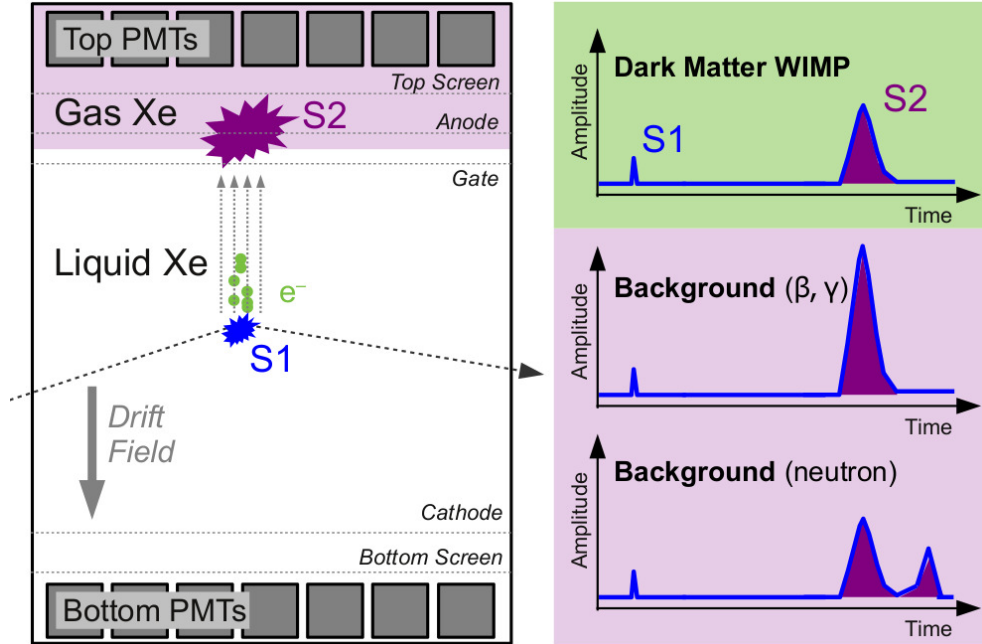 Top PMTs
Top Screen
Gas Xe
S2
Anode
Gate
Liquid Xe
e⁻
S1
Drift
Field
Cathode
Bottom Screen
Bottom PMTs
Dark Matter WIMP
Amplitude
S1
S2
Time
Background (β, γ)
Amplitude
Time
Background (neutron)
Amplitude
Time